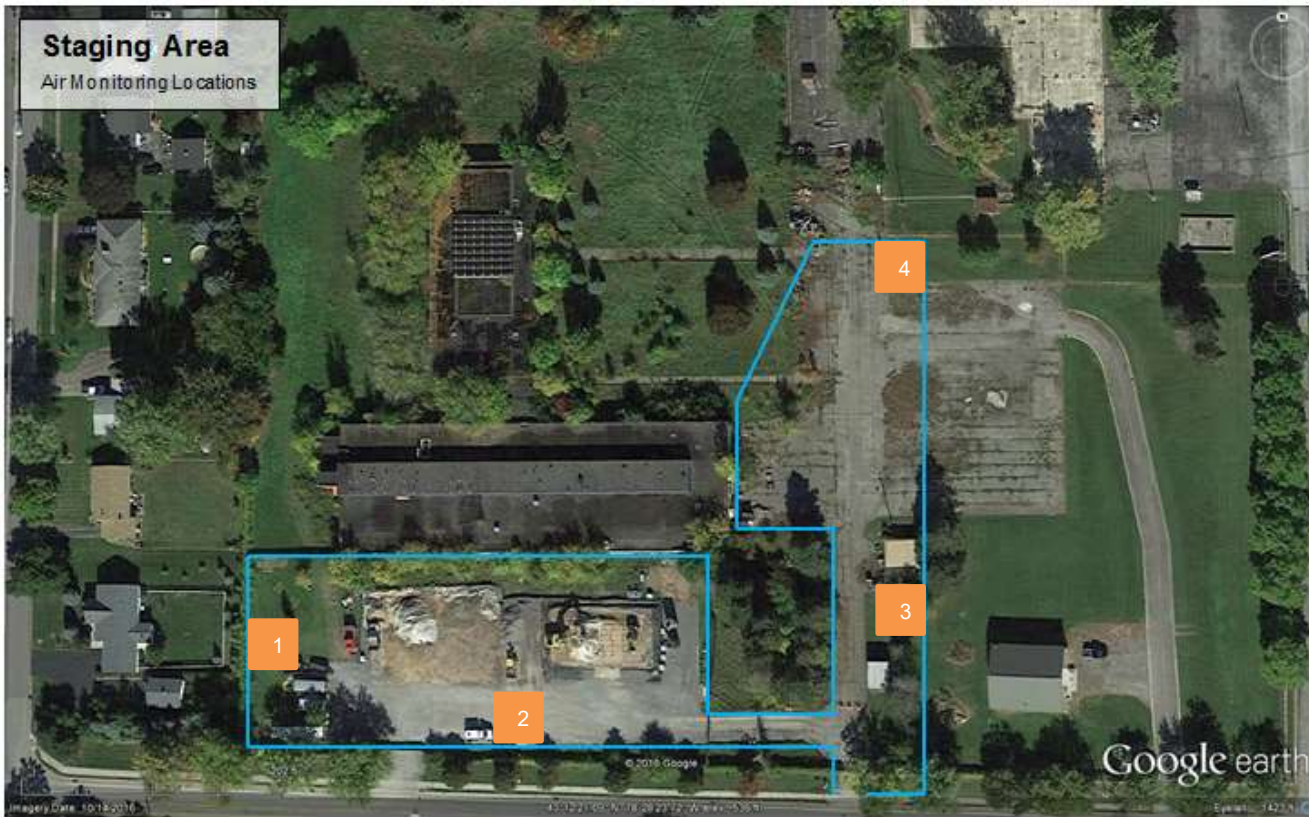 Staging Area
Air Monitoring Locations
4
1
3
2
© 2016 Google
Google earth
Imagery Date: 10/14/2016